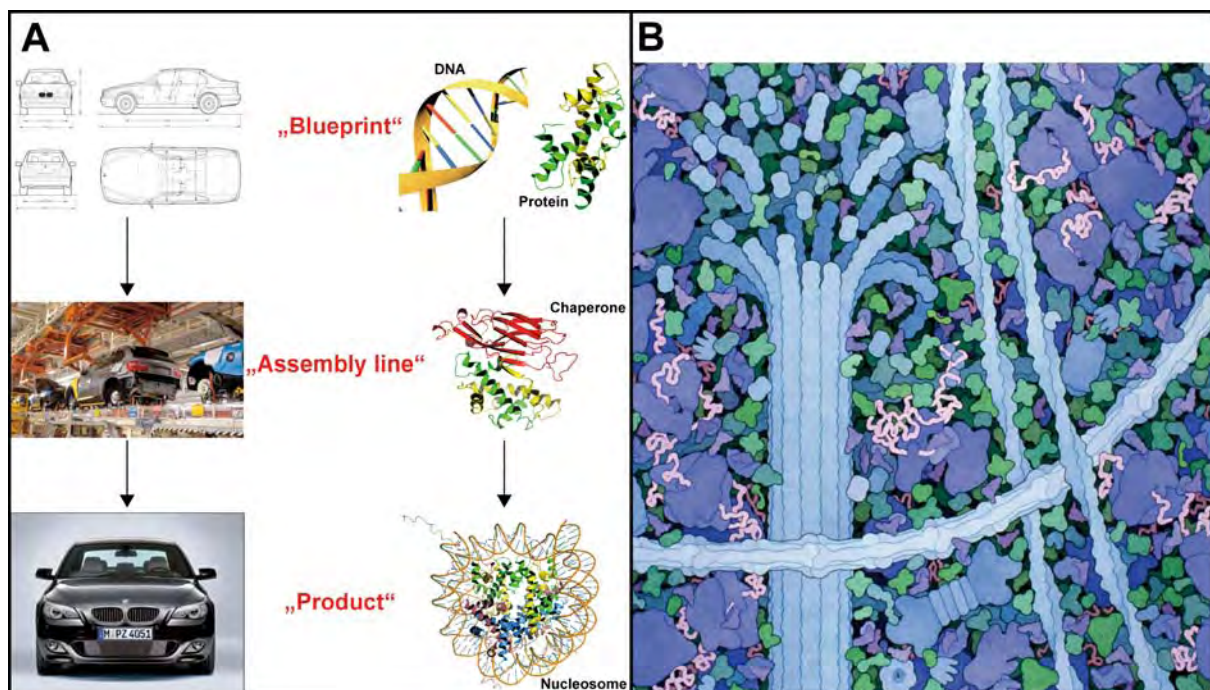 A
B
DNA
„Blueprint“
Protein
Chaperone
„Assembly line“
„Product“
M PZ 4051
Nucleosome